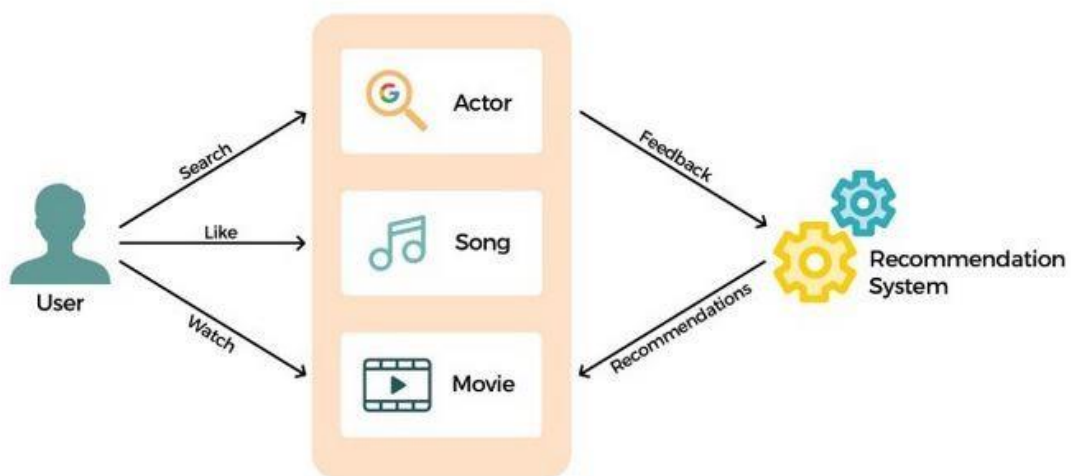 Search
Like
Watch
User
G
Actor
Song
Movie
Feedback
Recommendations
Recommendation
System